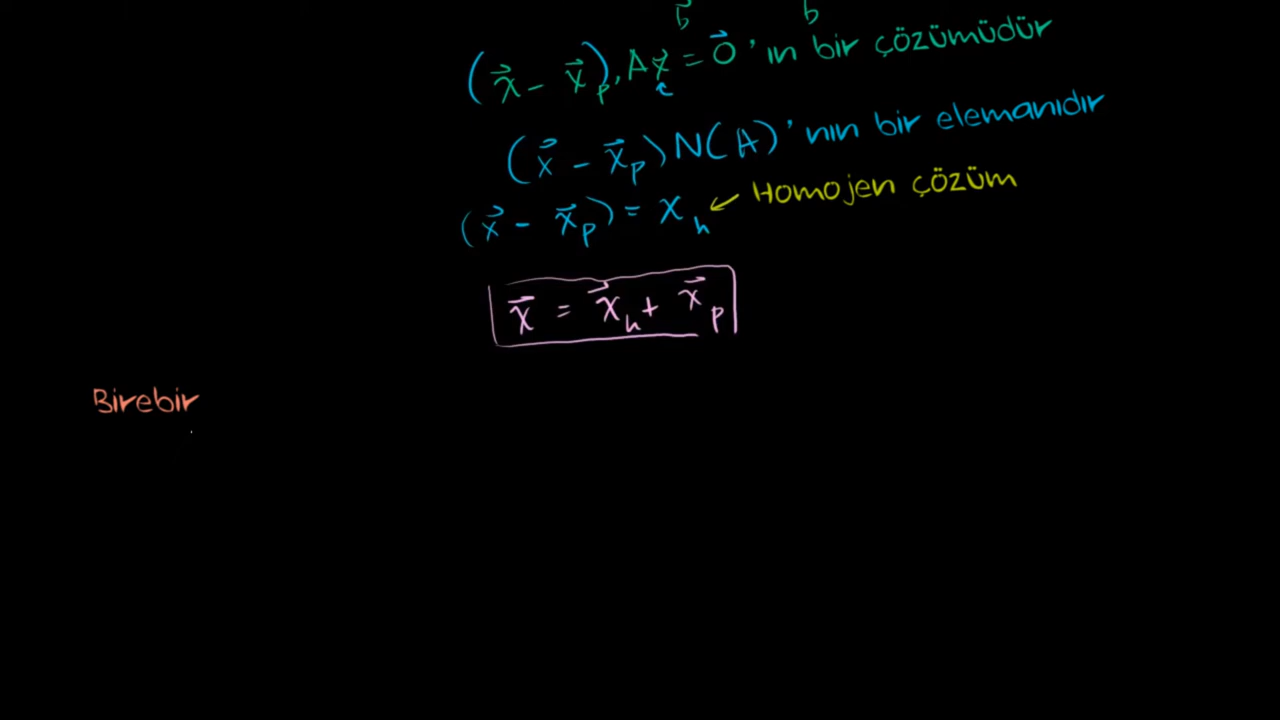 b⃗ b
(x⃗ - x⃗ₚ), Ax⃗ = 0⃗ 'ın bir çözümüdür
(x⃗ - x⃗ₚ) N(A)'nın bir elemanıdır
(x⃗ - x⃗ₚ) = xₕ ← Homojen çözüm
x⃗ = x⃗ₕ + x⃗ₚ
Birebir